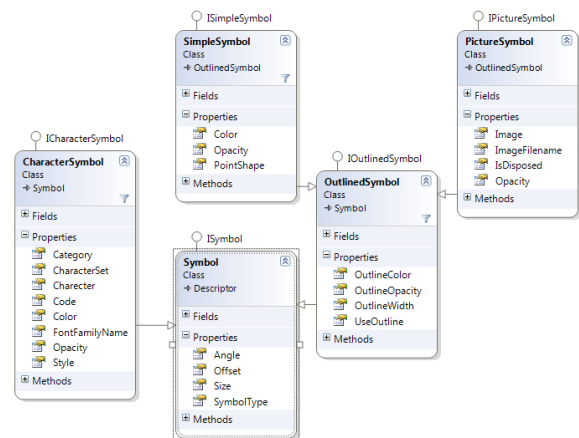 ISimpleSymbol
SimpleSymbol
Class
OutlinedSymbol
Fields
Properties
Color
Opacity
PointShape
Methods
IPictureSymbol
PictureSymbol
Class
OutlinedSymbol
Fields
Properties
Image
ImageFilename
IsDisposed
Opacity
Methods
ICharacterSymbol
CharacterSymbol
Class
Symbol
Fields
Properties
Category
CharacterSet
Charecter
Code
Color
FontFamilyName
Opacity
Style
Methods
IOutlinedSymbol
OutlinedSymbol
Class
Symbol
Fields
Properties
OutlineColor
OutlineOpacity
OutlineWidth
UseOutline
Methods
ISymbol
Symbol
Class
Descriptor
Fields
Properties
Angle
Offset
Size
SymbolType
Methods